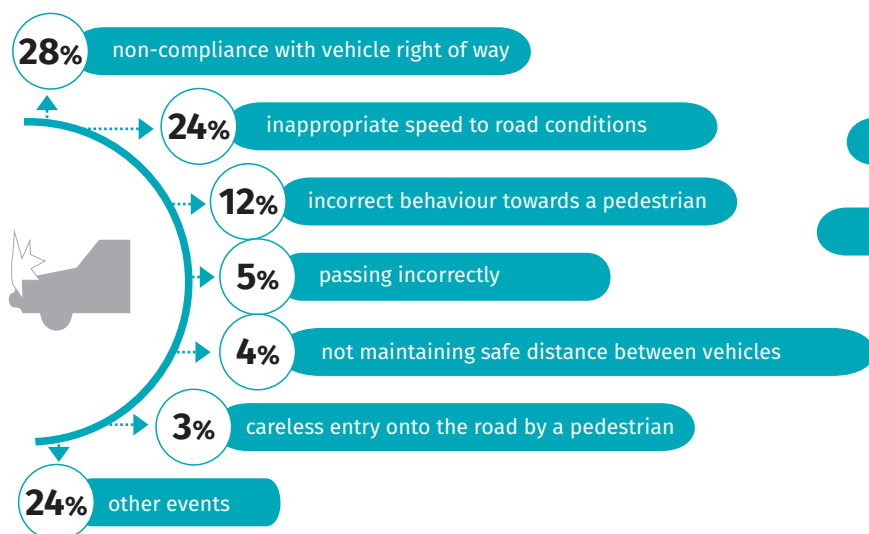 28% non-compliance with vehicle right of way
24% inappropriate speed to road conditions
12% incorrect behaviour towards a pedestrian
5% passing incorrectly
4% not maintaining safe distance between vehicles
3% careless entry onto the road by a pedestrian
24% other events